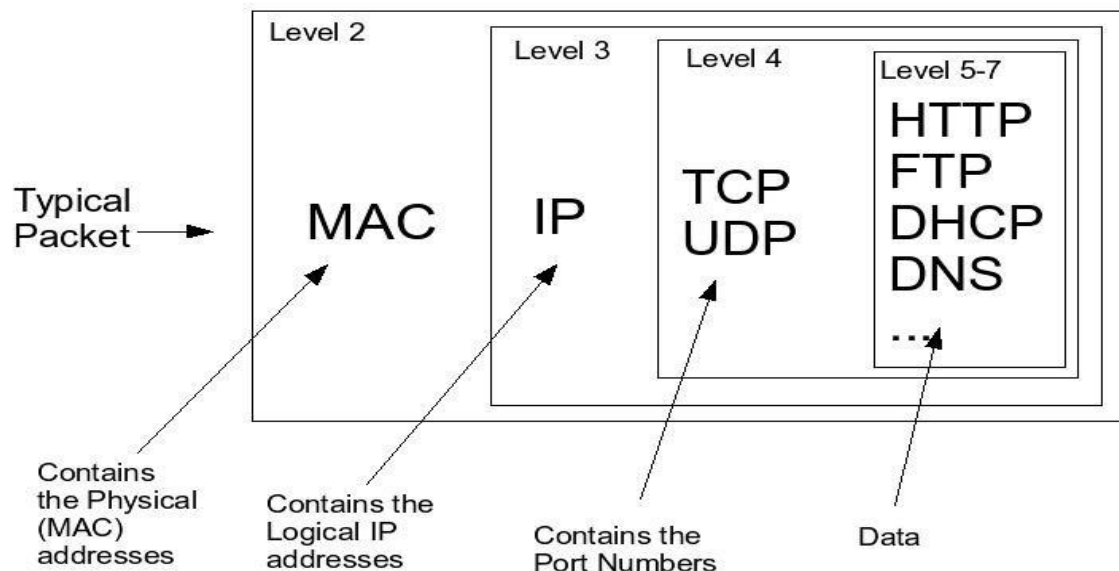 Level 2
Level 3
Level 4
Level 5-7
HTTP
FTP
DHCP
DNS
...
TCP
UDP
IP
MAC
Typical
Packet
Contains
the Physical
(MAC)
addresses
Contains the
Logical IP
addresses
Contains the
Port Numbers
Data